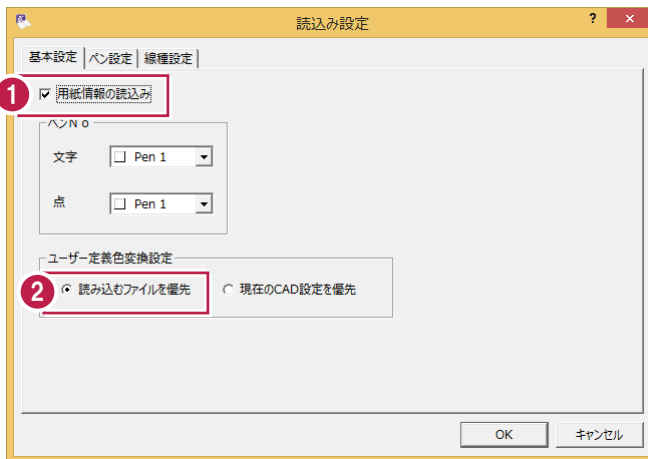 読込み設定
? ×
基本設定 ペン設定 線種設定
1 用紙情報の読込み
ペンNo
文字 Pen 1
点 Pen 1
ユーザー定義色変換設定
2 読み込むファイルを優先 現在のCAD設定を優先
OK キャンセル